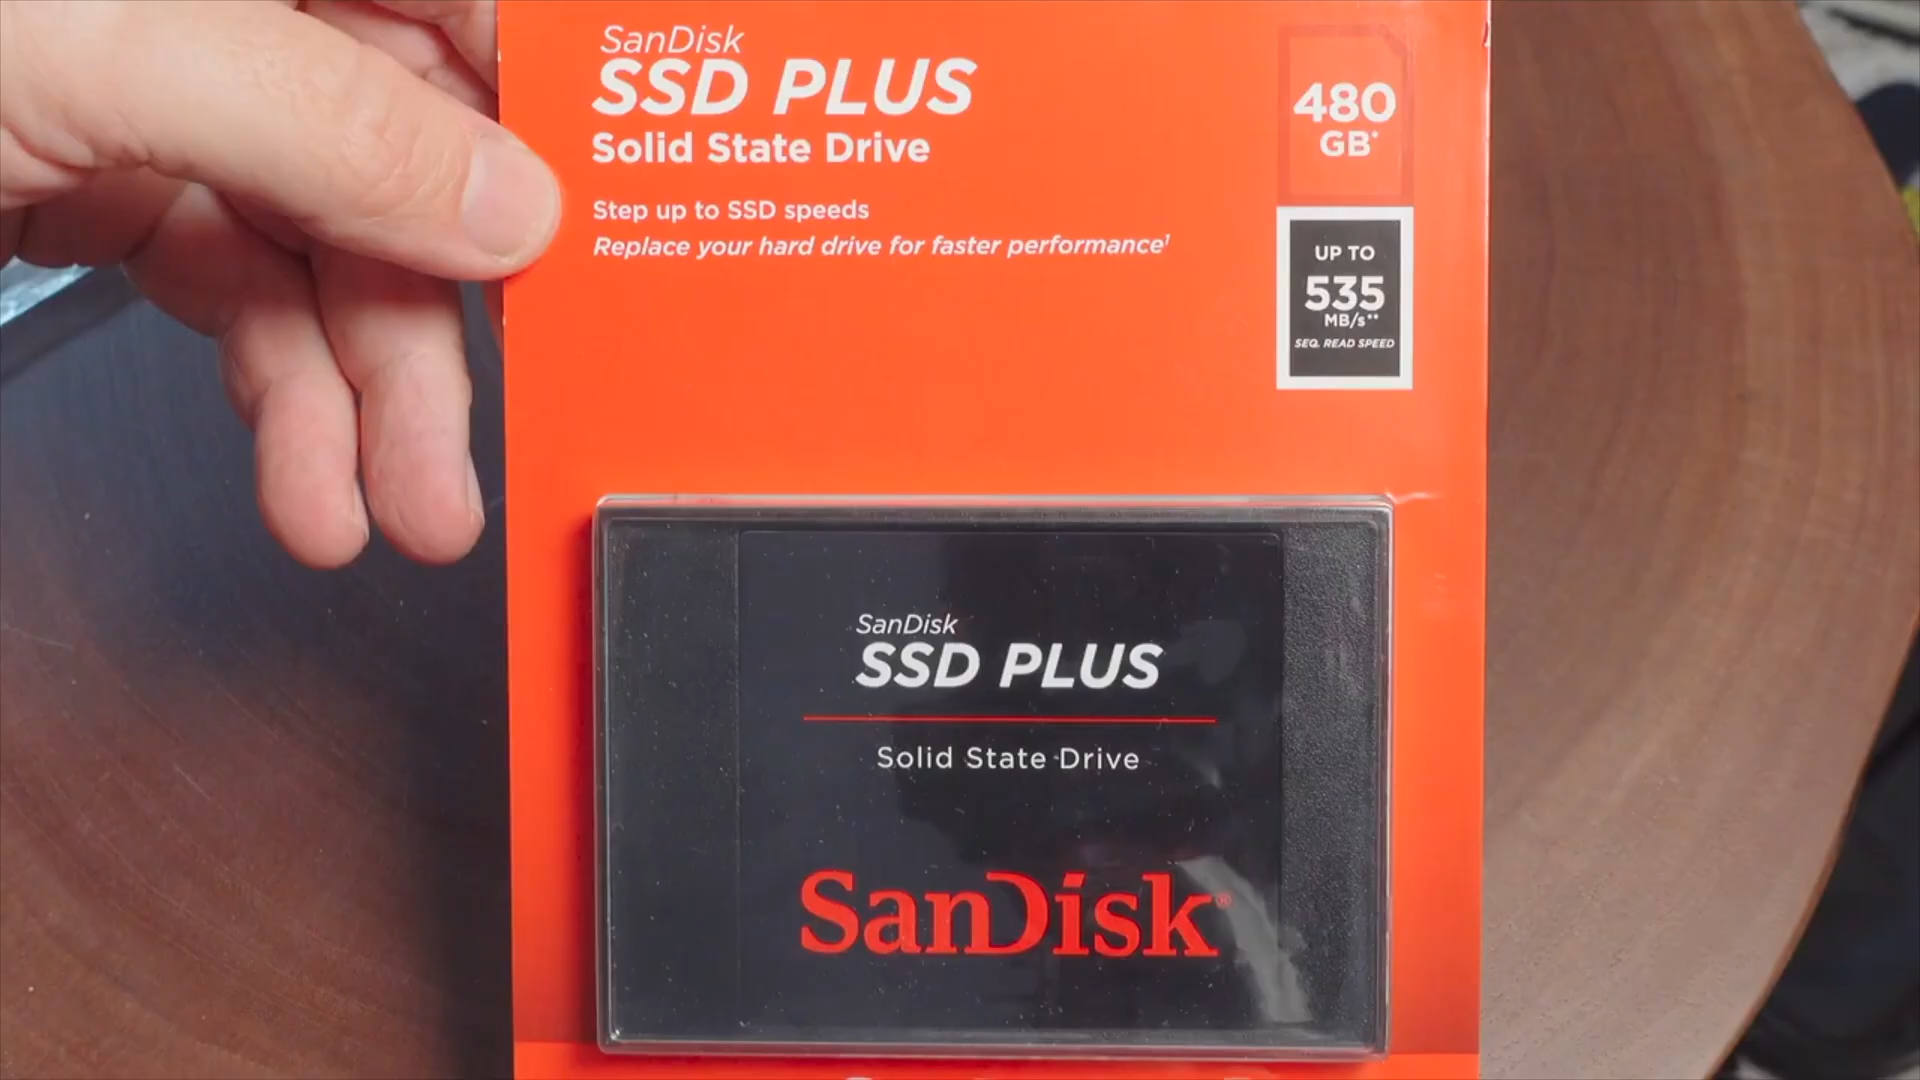 SanDisk
SSD PLUS
Solid State Drive
Step up to SSD speeds
Replace your hard drive for faster performance¹
480
GB*
UP TO
535
MB/s**
SEQ. READ SPEED
SanDisk
SSD PLUS
Solid State Drive
SanDisk®